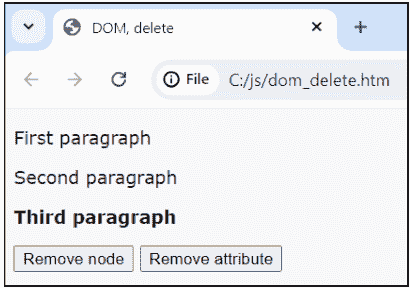 DOM, delete
File C:/js/dom_delete.htm
First paragraph
Second paragraph
Third paragraph
Remove node Remove attribute